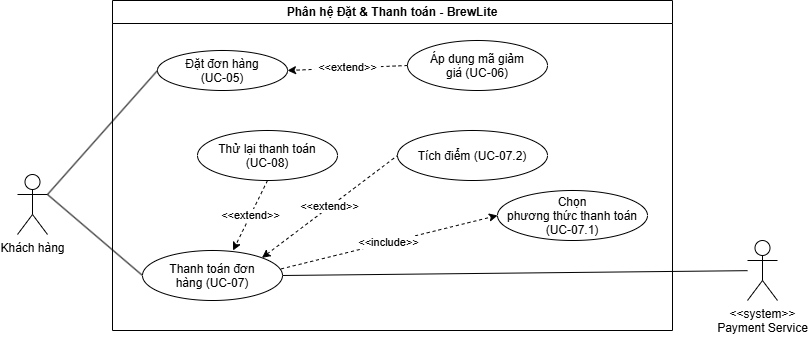 Phân hệ Đặt & Thanh toán - BrewLite
Đặt đơn hàng
(UC-05)
<<extend>>
Áp dụng mã giảm
giá (UC-06)
Thử lại thanh toán
(UC-08)
Tích điểm (UC-07.2)
<<extend>>
<<extend>>
Chọn
phương thức thanh toán
(UC-07.1)
<<include>>
Khách hàng
Thanh toán đơn
hàng (UC-07)
<<system>>
Payment Service